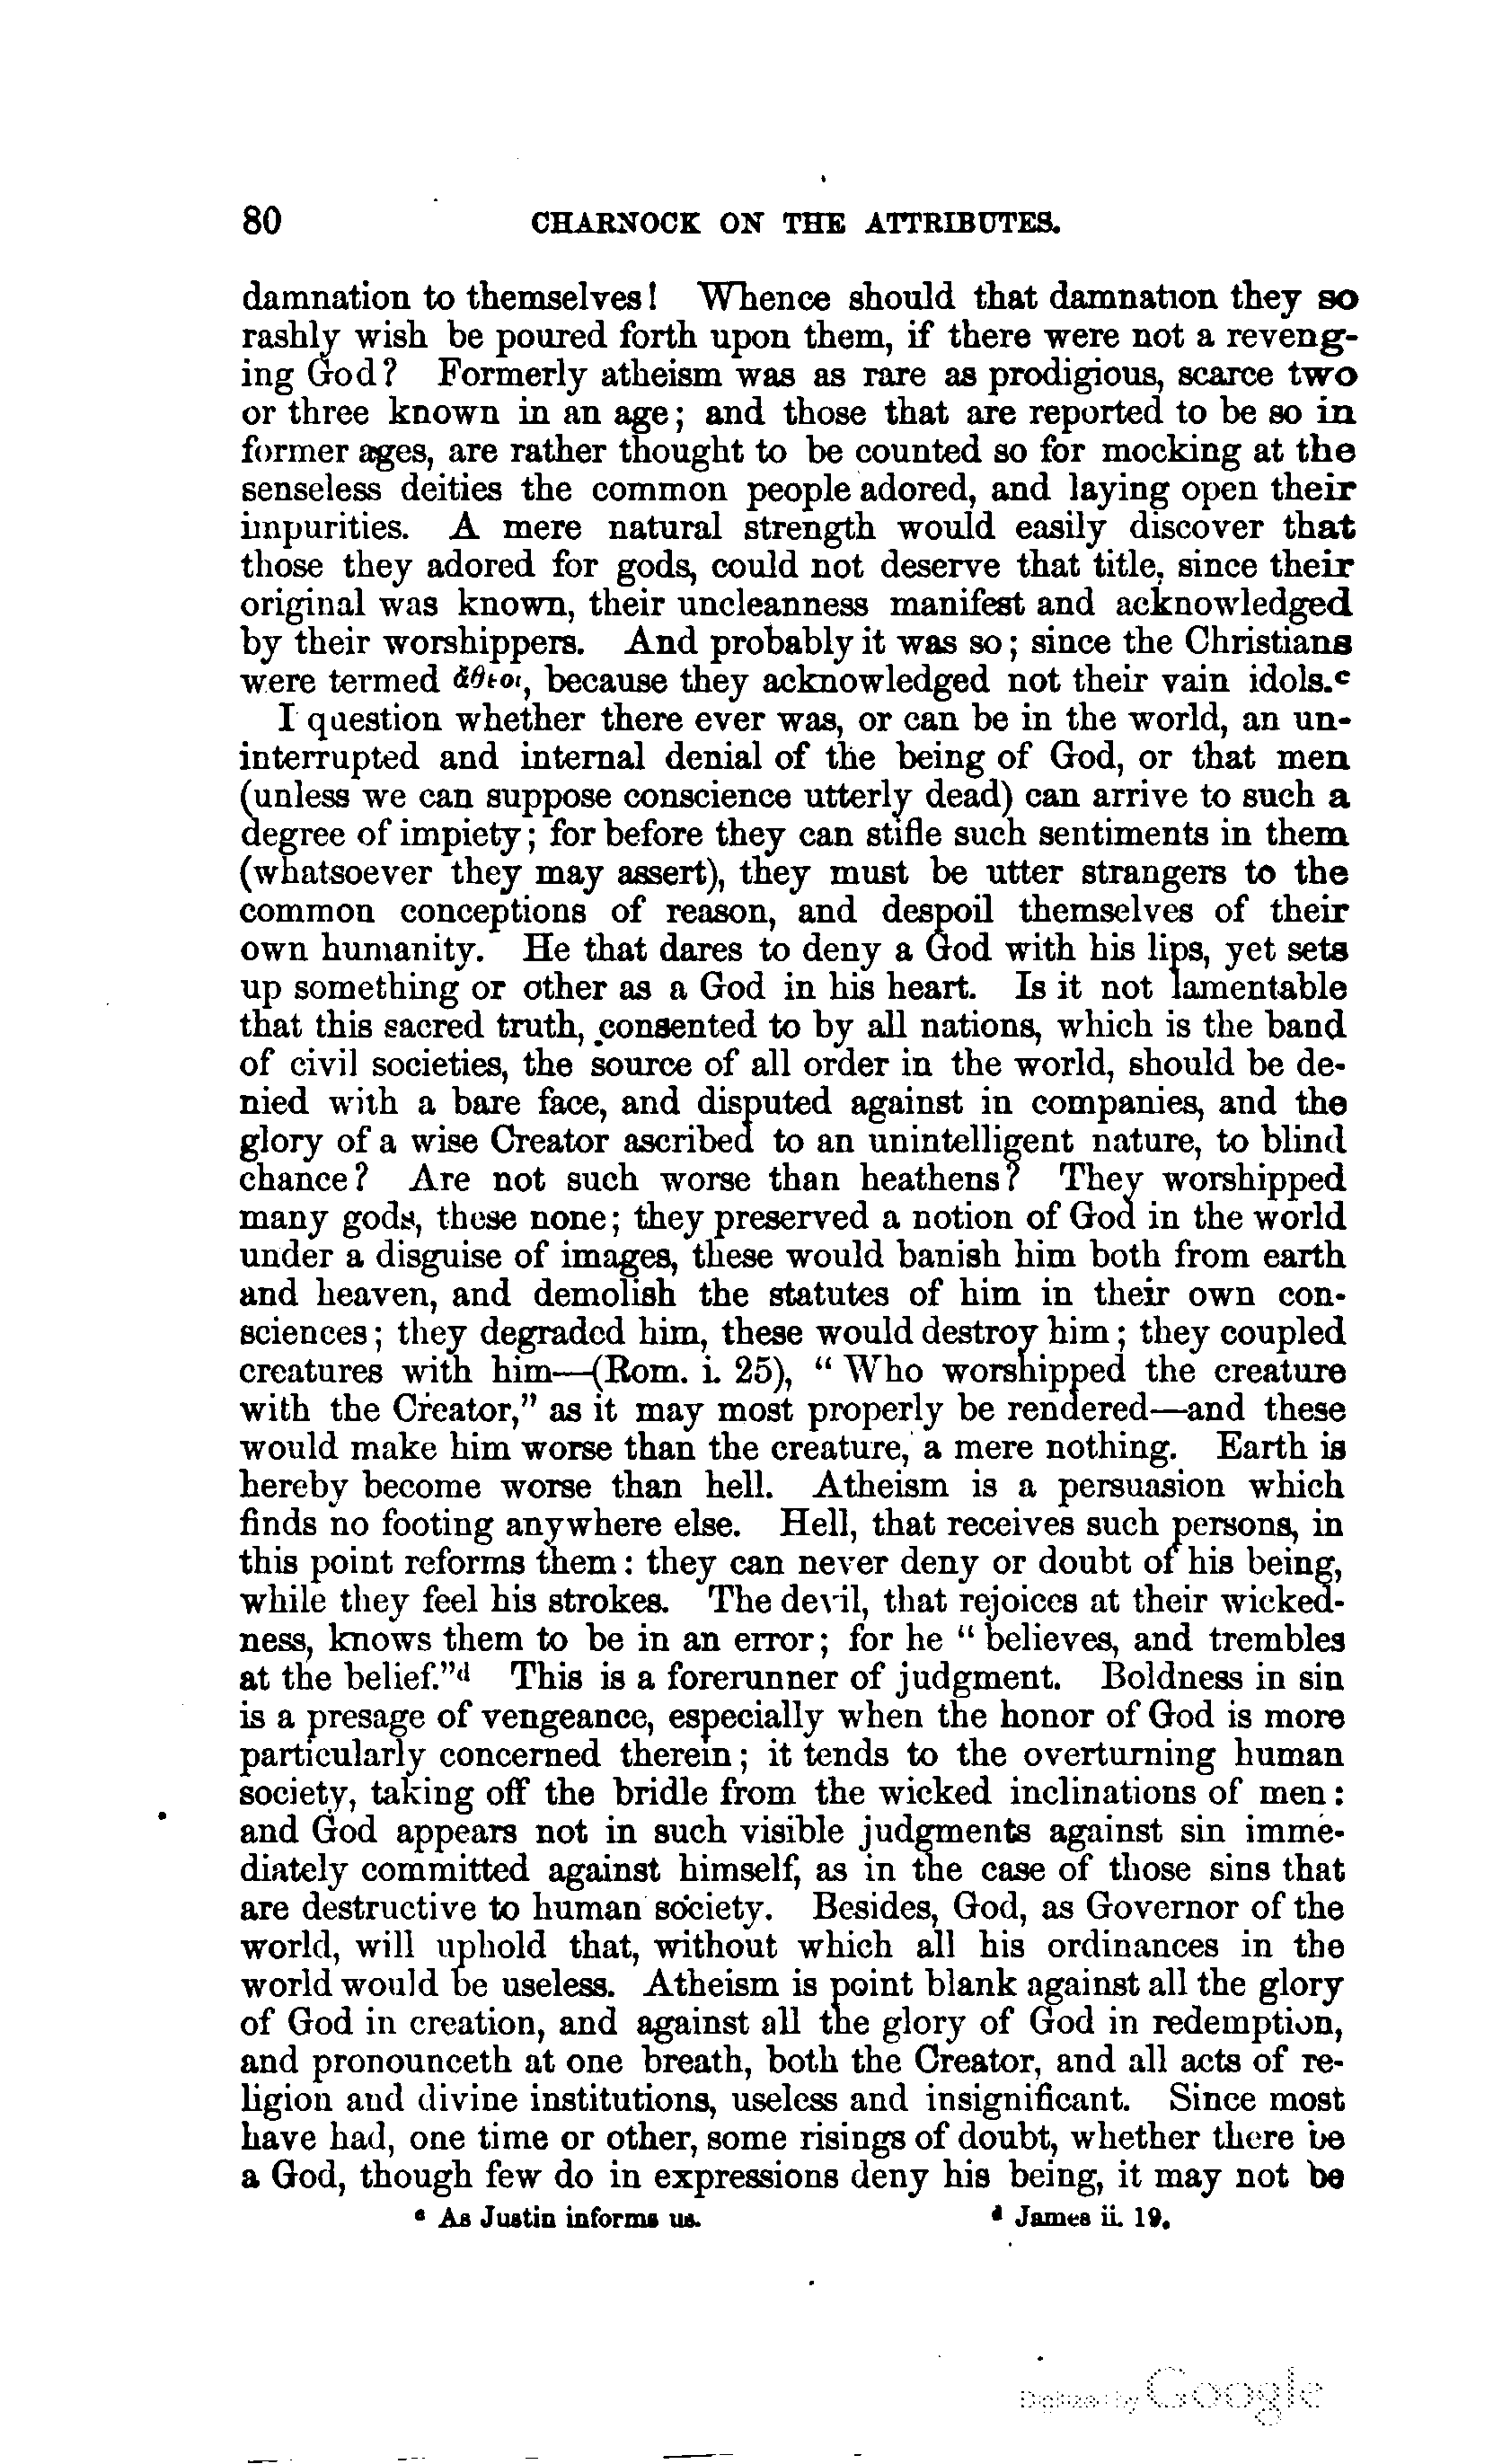 80 CHARNOCK ON THE ATTRIBUTES.
damnation to themselves! Whence should that damnation they so
rashly wish be poured forth upon them, if there were not a reveng-
ing God? Formerly atheism was as rare as prodigious, scarce two
or three known in an age; and those that are reported to be so in
former ages, are rather thought to be counted so for mocking at the
senseless deities the common people adored, and laying open their
impurities. A mere natural strength would easily discover that
those they adored for gods, could not deserve that title, since their
original was known, their uncleanness manifest and acknowledged
by their worshippers. And probably it was so; since the Christians
were termed ἄθεοι, because they acknowledged not their vain idols.c
I question whether there ever was, or can be in the world, an un-
interrupted and internal denial of the being of God, or that men
(unless we can suppose conscience utterly dead) can arrive to such a
degree of impiety; for before they can stifle such sentiments in them
(whatsoever they may assert), they must be utter strangers to the
common conceptions of reason, and despoil themselves of their
own humanity. He that dares to deny a God with his lips, yet sets
up something or other as a God in his heart. Is it not lamentable
that this sacred truth, consented to by all nations, which is the band
of civil societies, the source of all order in the world, should be de-
nied with a bare face, and disputed against in companies, and the
glory of a wise Creator ascribed to an unintelligent nature, to blind
chance? Are not such worse than heathens? They worshipped
many gods, these none; they preserved a notion of God in the world
under a disguise of images, these would banish him both from earth
and heaven, and demolish the statutes of him in their own con-
sciences; they degraded him, these would destroy him; they coupled
creatures with him—(Rom. i. 25), "Who worshipped the creature
with the Creator," as it may most properly be rendered—and these
would make him worse than the creature, a mere nothing. Earth is
hereby become worse than hell. Atheism is a persuasion which
finds no footing anywhere else. Hell, that receives such persons, in
this point reforms them: they can never deny or doubt of his being,
while they feel his strokes. The devil, that rejoices at their wicked-
ness, knows them to be in an error; for he "believes, and trembles
at the belief."d This is a forerunner of judgment. Boldness in sin
is a presage of vengeance, especially when the honor of God is more
particularly concerned therein; it tends to the overturning human
society, taking off the bridle from the wicked inclinations of men:
and God appears not in such visible judgments against sin imme-
diately committed against himself, as in the case of those sins that
are destructive to human society. Besides, God, as Governor of the
world, will uphold that, without which all his ordinances in the
world would be useless. Atheism is point blank against all the glory
of God in creation, and against all the glory of God in redemption,
and pronounceth at one breath, both the Creator, and all acts of re-
ligion and divine institutions, useless and insignificant. Since most
have had, one time or other, some risings of doubt, whether there be
a God, though few do in expressions deny his being, it may not be
c As Justin informs us. d James ii. 19.
Digitized by Google